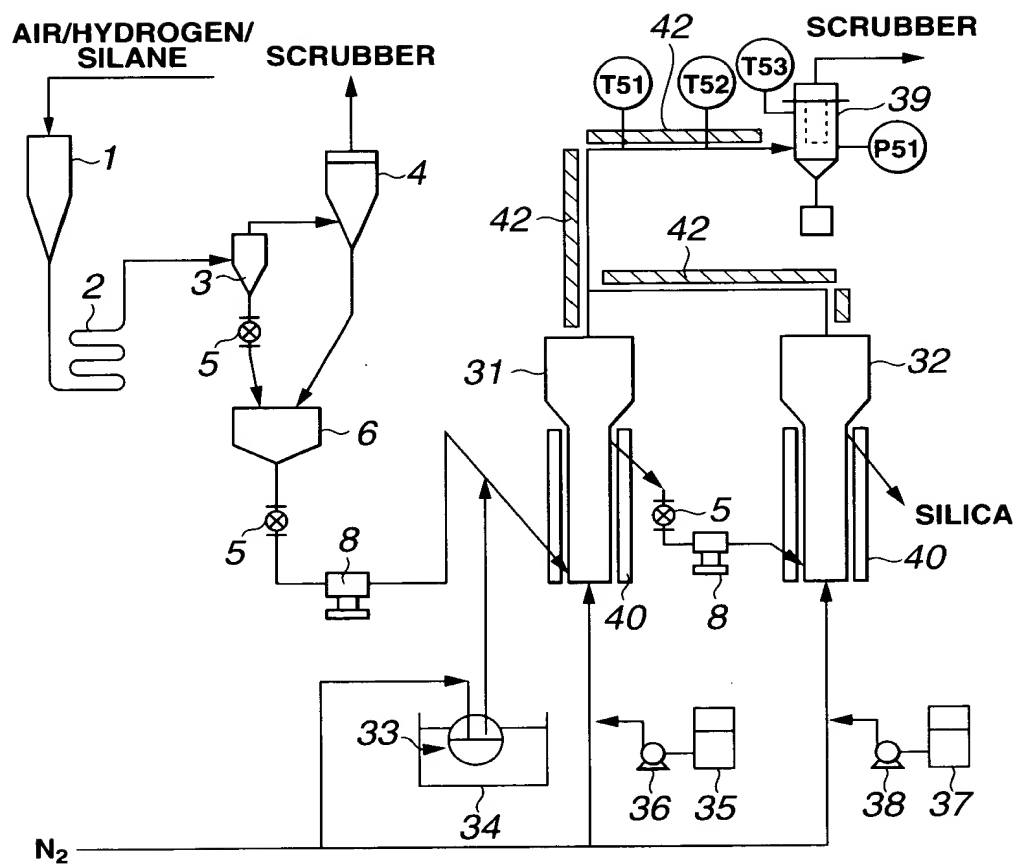 AIR/HYDROGEN/
SILANE
SCRUBBER
SCRUBBER
42
T51
T52
T53
39
P51
1
4
42
42
3
2
5
31
32
6
5
5
SILICA
8
8
40
40
33
36
35
38
37
34
N₂